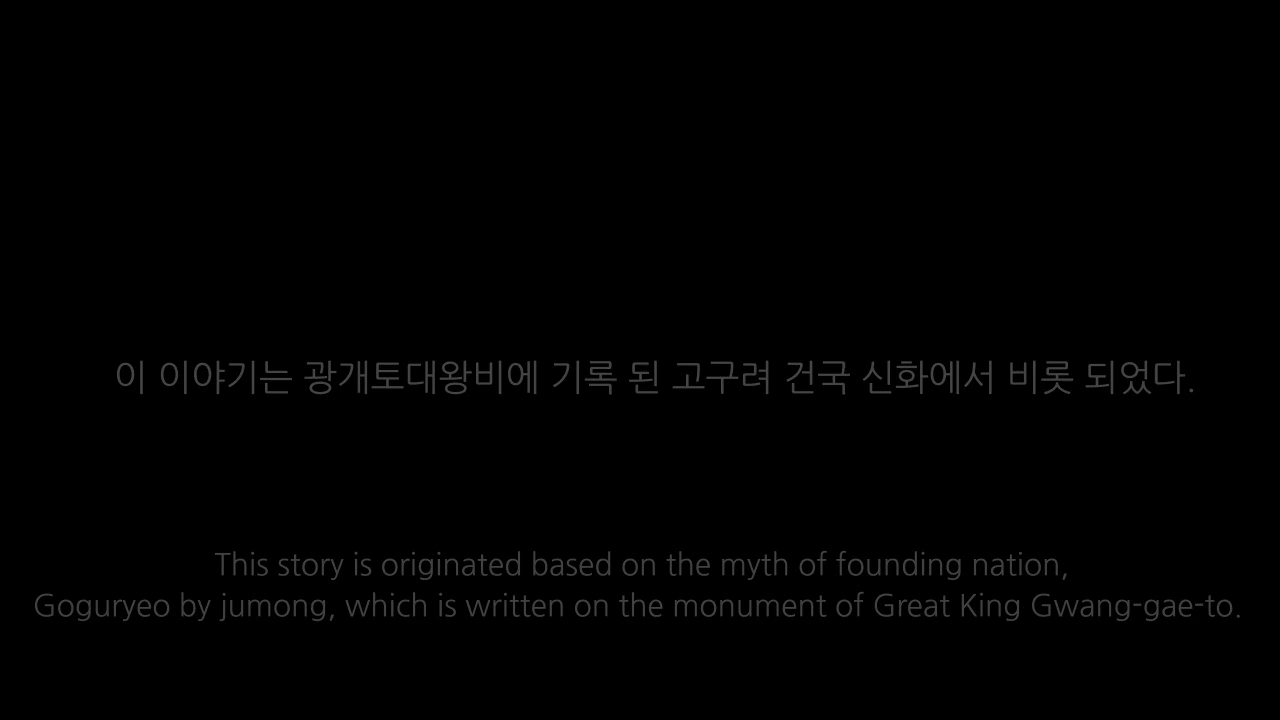 이 이야기는 광개토대왕비에 기록 된 고구려 건국 신화에서 비롯 되었다.
This story is originated based on the myth of founding nation,
Goguryeo by jumong, which is written on the monument of Great King Gwang-gae-to.